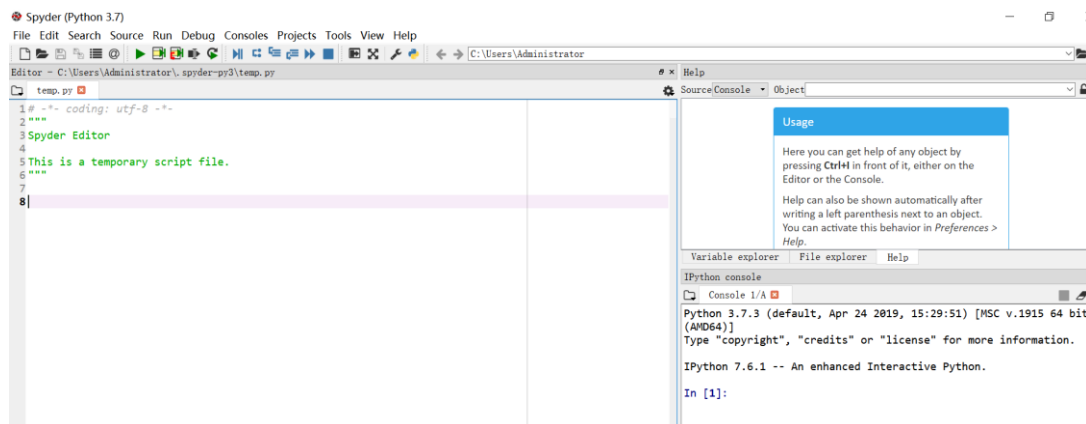 Spyder (Python 3.7)
File Edit Search Source Run Debug Consoles Projects Tools View Help
C:\Users\Administrator
Editor - C:\Users\Administrator\.spyder-py3\temp.py
temp.py
1 # -*- coding: utf-8 -*-
2 """
3 Spyder Editor
4
5 This is a temporary script file.
6 """
7
8
Help
Source Console Object
Usage
Here you can get help of any object by
pressing Ctrl+I in front of it, either on the
Editor or the Console.
Help can also be shown automatically after
writing a left parenthesis next to an object.
You can activate this behavior in Preferences >
Help.
Variable explorer File explorer Help
IPython console
Console 1/A
Python 3.7.3 (default, Apr 24 2019, 15:29:51) [MSC v.1915 64 bit
(AMD64)]
Type "copyright", "credits" or "license" for more information.
IPython 7.6.1 -- An enhanced Interactive Python.
In [1]: